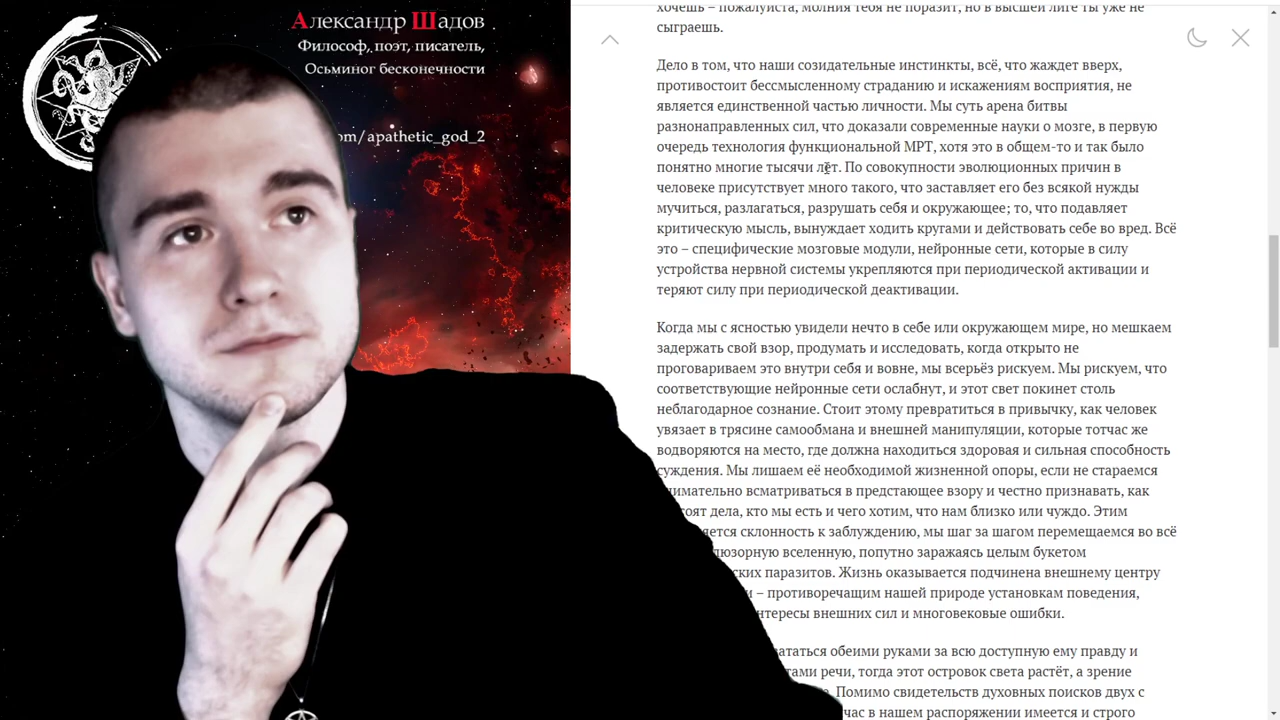 Александр Шадов
Философ, поэт, писатель,
Осьминог бесконечности
om/apathetic_god_2
хочешь – пожалуйста, молния тебя не поразит, но в высшей лиге ты уже не
сыграешь.
Дело в том, что наши созидательные инстинкты, всё, что жаждет вверх,
противостоит бессмысленному страданию и искажениям восприятия, не
является единственной частью личности. Мы суть арена битвы
разнонаправленных сил, что доказали современные науки о мозге, в первую
очередь технология функциональной МРТ, хотя это в общем-то и так было
понятно многие тысячи лет. По совокупности эволюционных причин в
человеке присутствует много такого, что заставляет его без всякой нужды
мучиться, разлагаться, разрушать себя и окружающее; то, что подавляет
критическую мысль, вынуждает ходить кругами и действовать себе во вред. Всё
это – специфические мозговые модули, нейронные сети, которые в силу
устройства нервной системы укрепляются при периодической активации и
теряют силу при периодической деактивации.
Когда мы с ясностью увидели нечто в себе или окружающем мире, но мешкаем
задержать свой взор, продумать и исследовать, когда открыто не
проговариваем это внутри себя и вовне, мы всерьёз рискуем. Мы рискуем, что
соответствующие нейронные сети ослабнут, и этот свет покинет столь
неблагодарное сознание. Стоит этому превратиться в привычку, как человек
увязает в трясине самообмана и внешней манипуляции, которые тотчас же
водворяются на место, где должна находиться здоровая и сильная способность
суждения. Мы лишаем её необходимой жизненной опоры, если не стараемся
внимательно всматриваться в предстающее взору и честно признавать, как
дела, кто мы есть и чего хотим, что нам близко или чуждо. Этим
склонность к заблуждению, мы шаг за шагом перемещаемся во всё
вселенную, попутно заражаясь целым букетом
паразитов. Жизнь оказывается подчинена внешнему центру
– противоречащим нашей природе установкам поведения,
интересы внешних сил и многовековые ошибки.
обеими руками за всю доступную ему правду и
речи, тогда этот островок света растёт, а зрение
Помимо свидетельств духовных поисков двух с
час в нашем распоряжении имеется и строго